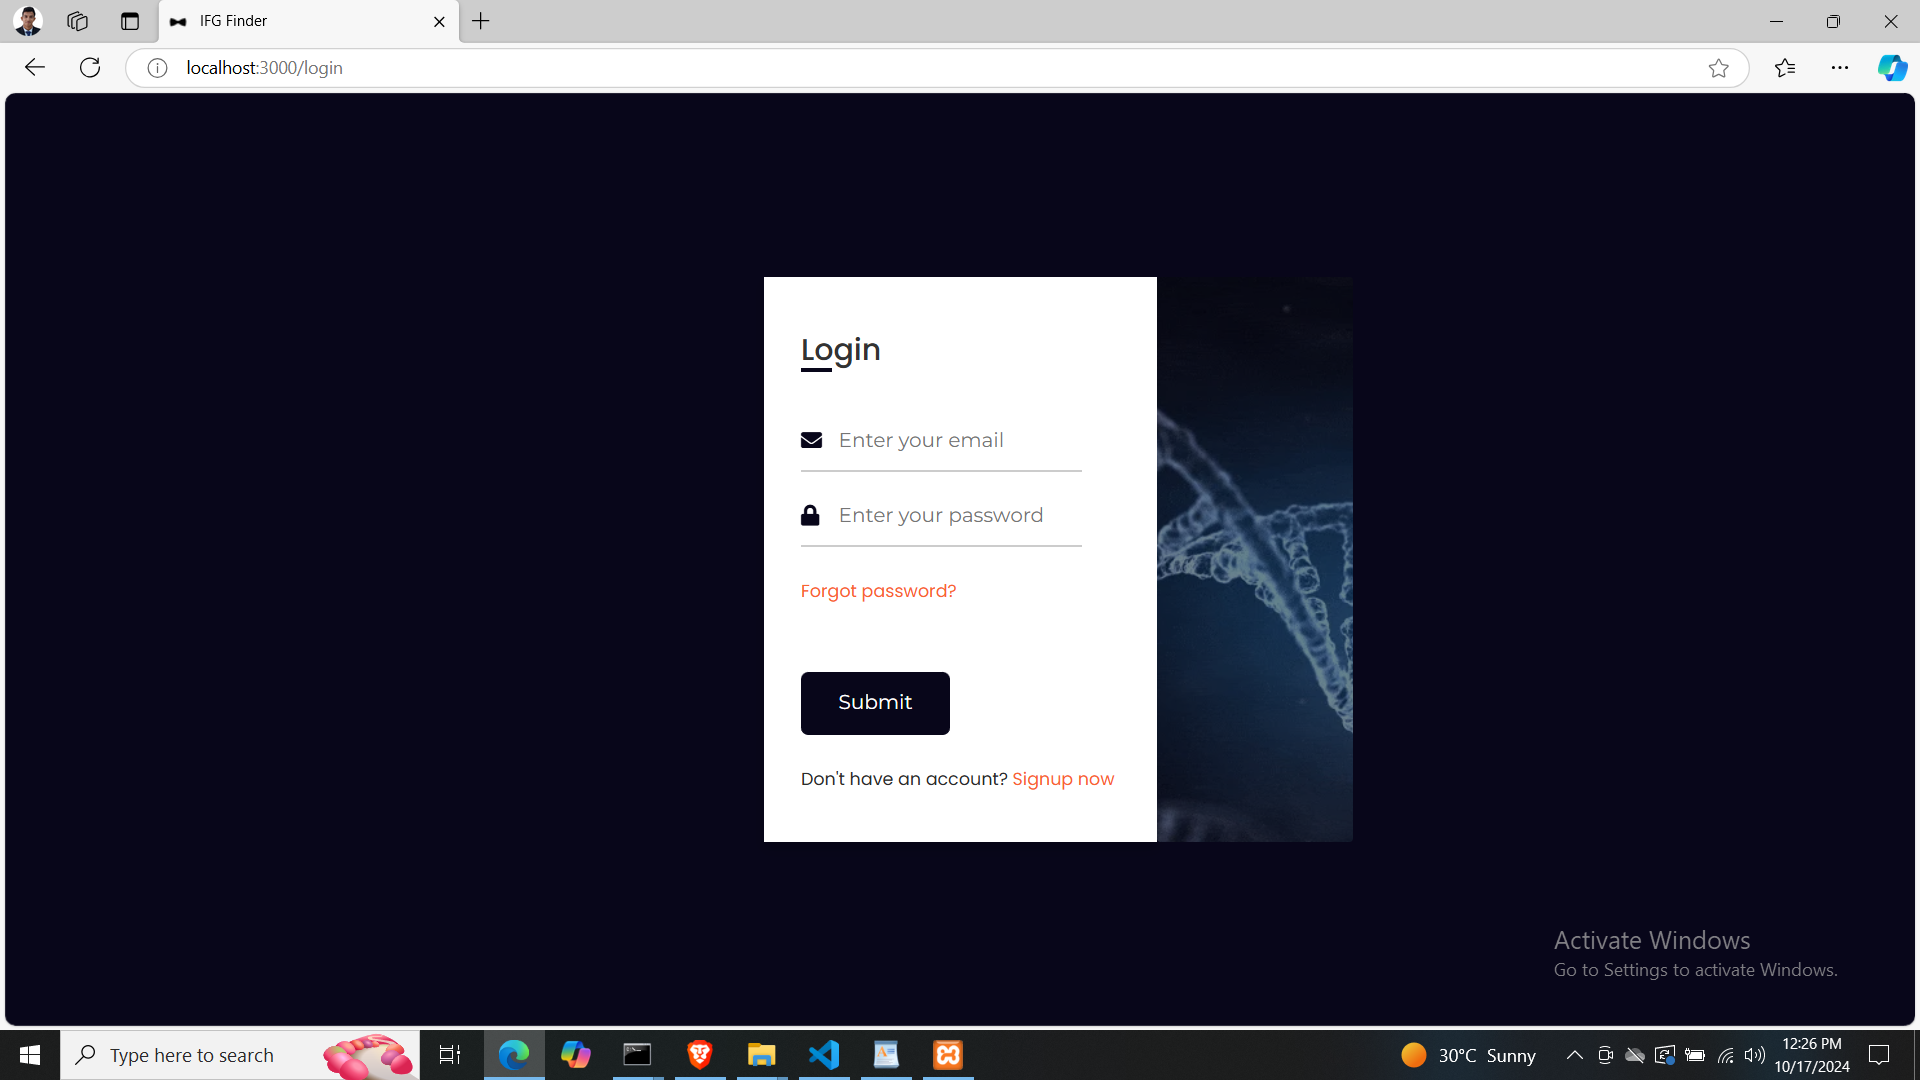 IFG Finder
localhost:3000/login
Login
Enter your email
Enter your password
Forgot password?
Submit
Don't have an account? Signup now
Activate Windows
Go to Settings to activate Windows.
Type here to search
30°C Sunny
12:26 PM
10/17/2024